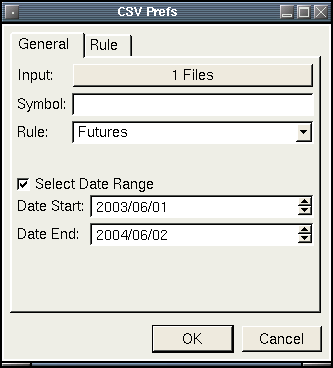 CSV Prefs
General Rule
Input: 1 Files
Symbol:
Rule: Futures
Select Date Range
Date Start: 2003/06/01
Date End: 2004/06/02
OK Cancel